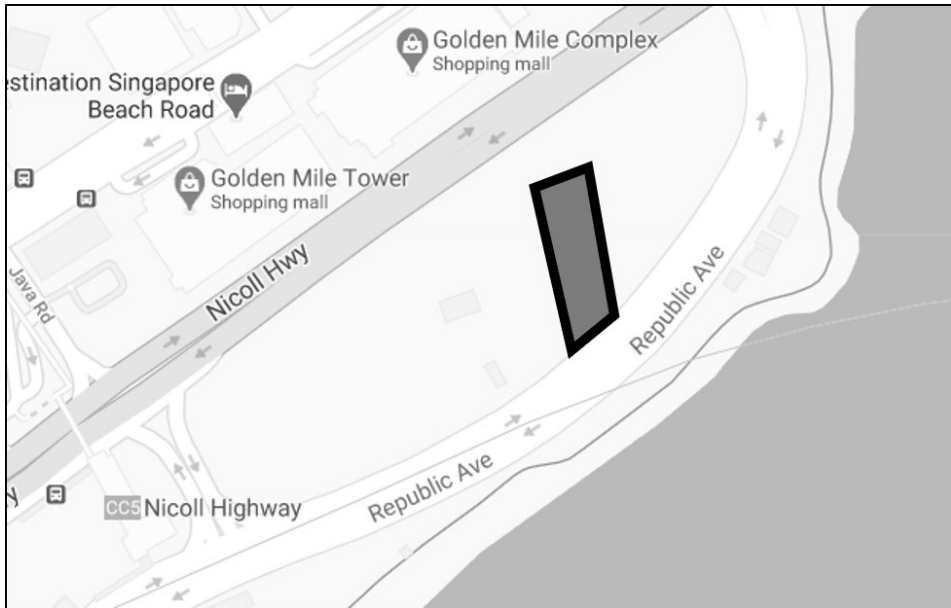 Golden Mile Complex
Shopping mall
estination Singapore
Beach Road
Golden Mile Tower
Shopping mall
Nicoll Hwy
Java Rd
Republic Ave
Republic Ave
y
CC5 Nicoll Highway